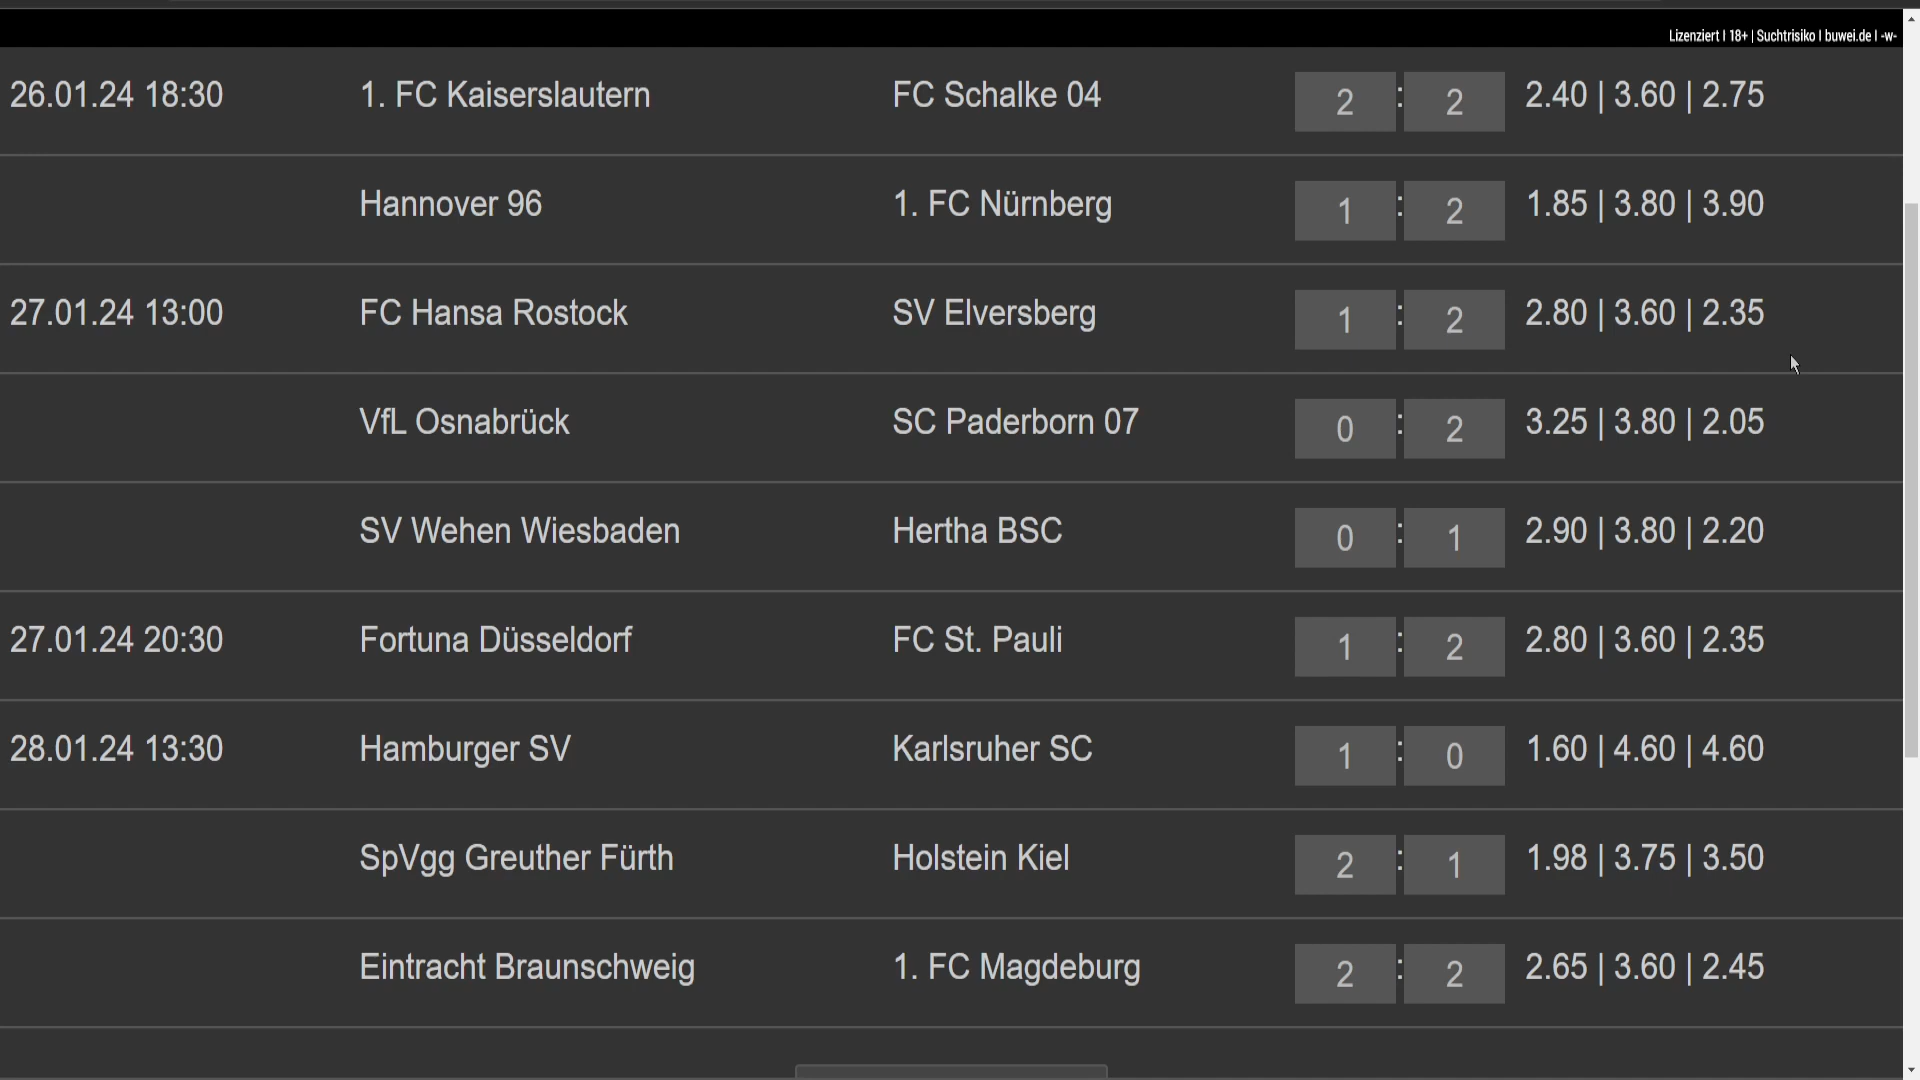 Lizenziert I 18+ | Suchtrisiko I buwei.de I -w-
26.01.24 18:30 1. FC Kaiserslautern FC Schalke 04 2 : 2 2.40 | 3.60 | 2.75
Hannover 96 1. FC Nürnberg 1 : 2 1.85 | 3.80 | 3.90
27.01.24 13:00 FC Hansa Rostock SV Elversberg 1 : 2 2.80 | 3.60 | 2.35
VfL Osnabrück SC Paderborn 07 0 : 2 3.25 | 3.80 | 2.05
SV Wehen Wiesbaden Hertha BSC 0 : 1 2.90 | 3.80 | 2.20
27.01.24 20:30 Fortuna Düsseldorf FC St. Pauli 1 : 2 2.80 | 3.60 | 2.35
28.01.24 13:30 Hamburger SV Karlsruher SC 1 : 0 1.60 | 4.60 | 4.60
SpVgg Greuther Fürth Holstein Kiel 2 : 1 1.98 | 3.75 | 3.50
Eintracht Braunschweig 1. FC Magdeburg 2 : 2 2.65 | 3.60 | 2.45